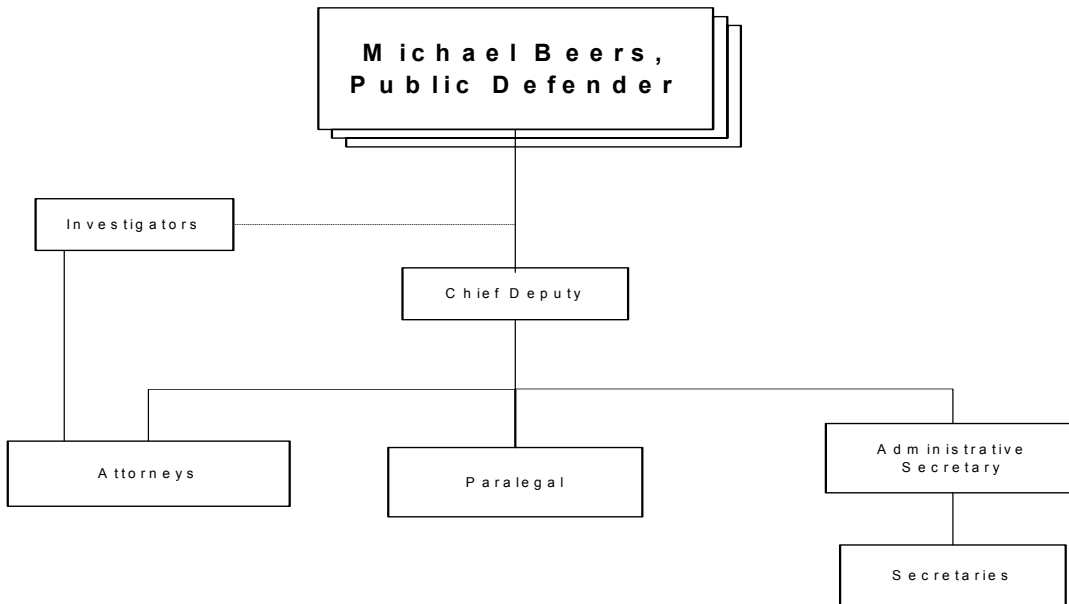 Michael Beers,
Public Defender
Investigators
Chief Deputy
Attorneys
Paralegal
Administrative
Secretary
Secretaries